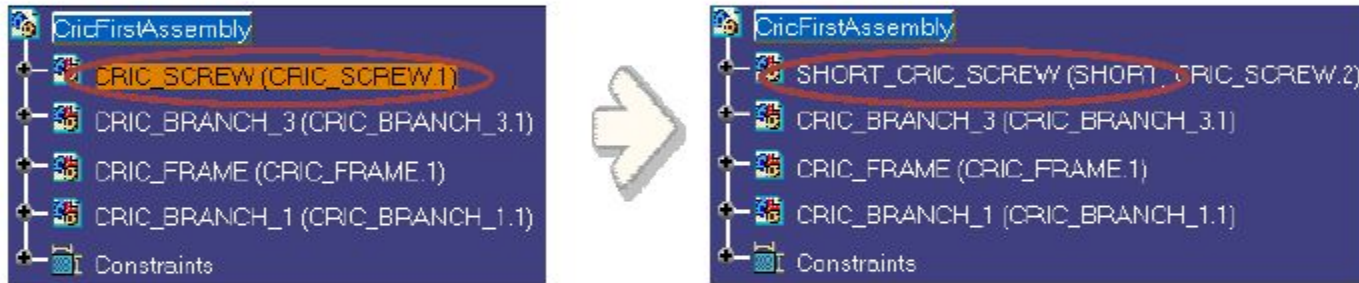 CricFirstAssembly
CRIC_SCREW (CRIC_SCREW.1)
CRIC_BRANCH_3 (CRIC_BRANCH_3.1)
CRIC_FRAME (CRIC_FRAME.1)
CRIC_BRANCH_1 (CRIC_BRANCH_1.1)
Constraints
CricFirstAssembly
SHORT_CRIC_SCREW (SHORT_CRIC_SCREW.2)
CRIC_BRANCH_3 (CRIC_BRANCH_3.1)
CRIC_FRAME (CRIC_FRAME.1)
CRIC_BRANCH_1 (CRIC_BRANCH_1.1)
Constraints